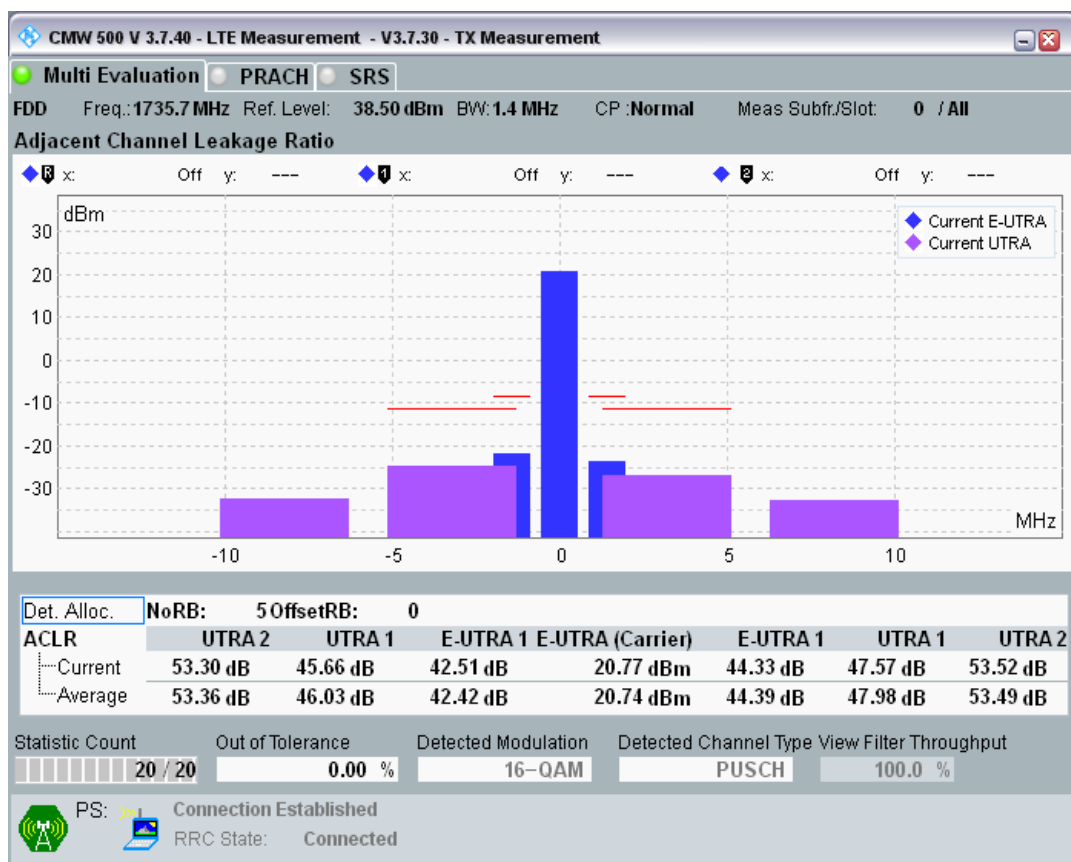 CMW 500 V 3.7.40 - LTE Measurement - V3.7.30 - TX Measurement
Multi Evaluation PRACH SRS
FDD Freq.: 1735.7 MHz Ref. Level: 38.50 dBm BW: 1.4 MHz CP :Normal Meas Subfr./Slot: 0 / All
Adjacent Channel Leakage Ratio
R x: Off y: --- 1 x: Off y: --- 2 x: Off y: ---
dBm
Current E-UTRA
Current UTRA
30
20
10
0
-10
-20
-30
MHz
-10 -5 0 5 10
Det. Alloc. NoRB: 5 OffsetRB: 0
ACLR UTRA 2 UTRA 1 E-UTRA 1 E-UTRA (Carrier) E-UTRA 1 UTRA 1 UTRA 2
Current 53.30 dB 45.66 dB 42.51 dB 20.77 dBm 44.33 dB 47.57 dB 53.52 dB
Average 53.36 dB 46.03 dB 42.42 dB 20.74 dBm 44.39 dB 47.98 dB 53.49 dB
Statistic Count Out of Tolerance Detected Modulation Detected Channel Type View Filter Throughput
20 / 20 0.00 % 16-QAM PUSCH 100.0 %
PS: Connection Established
RRC State: Connected